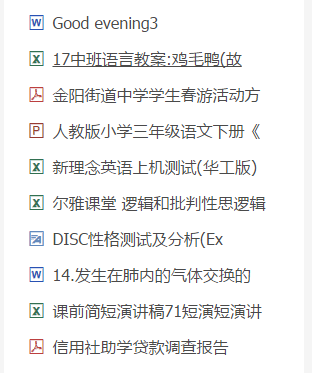 Good evening3
17中班语言教案:鸡毛鸭(故
金阳街道中学学生春游活动方
人教版小学三年级语文下册《
新理念英语上机测试(华工版)
尔雅课堂 逻辑和批判性思逻辑
DISC性格测试及分析(Ex
14.发生在肺内的气体交换的
课前简短演讲稿71短演短演讲
信用社助学贷款调查报告